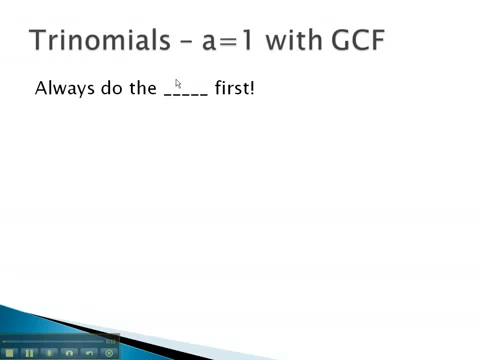 Trinomials – a=1 with GCF
Always do the _____ first!